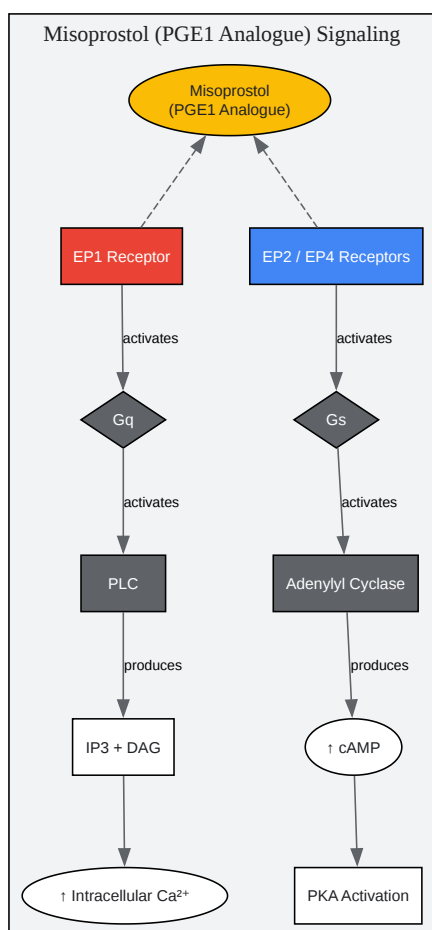 Misoprostol (PGE1 Analogue) Signaling
Misoprostol
(PGE1 Analogue)
EP1 Receptor
EP2 / EP4 Receptors
activates
activates
Gq
Gs
activates
activates
PLC
Adenylyl Cyclase
produces
produces
IP3 + DAG
↑ cAMP
↑ Intracellular Ca²⁺
PKA Activation